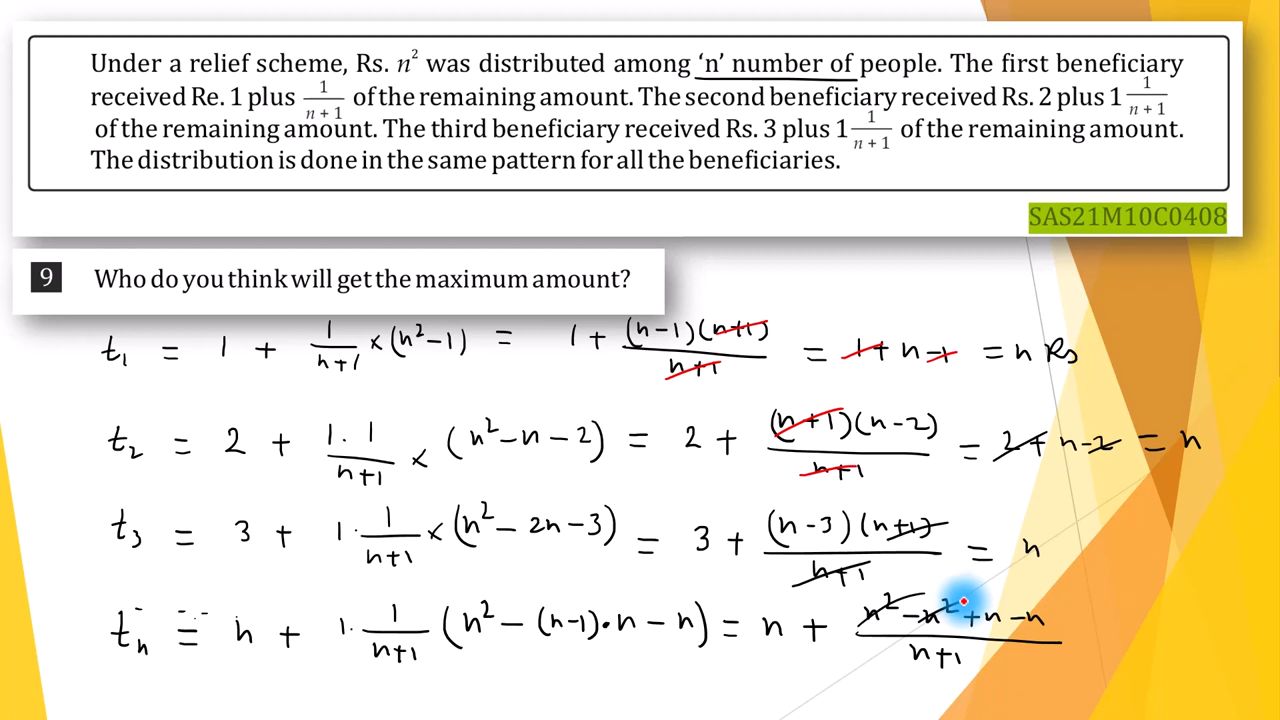 Under a relief scheme, Rs. n² was distributed among 'n' number of people. The first beneficiary
received Re. 1 plus 1/(n + 1) of the remaining amount. The second beneficiary received Rs. 2 plus 1 1/(n + 1)
of the remaining amount. The third beneficiary received Rs. 3 plus 1 1/(n + 1) of the remaining amount.
The distribution is done in the same pattern for all the beneficiaries.
SAS21M10C0408
9 Who do you think will get the maximum amount?
t₁ = 1 + 1/(n+1) × (n² - 1) = 1 + (n-1)(n+1)/(n+1) = 1 + n - 1 = n Rs
t₂ = 2 + 1. 1/(n+1) × (n² - n - 2) = 2 + (n+1)(n-2)/(n+1) = 2 + n - 2 = n
t₃ = 3 + 1. 1/(n+1) × (n² - 2n - 3) = 3 + (n-3)(n+1)/(n+1) = n
tₙ = n + 1. 1/(n+1) (n² - (n-1)•n - n) = n + (n² - n² + n - n)/(n+1)